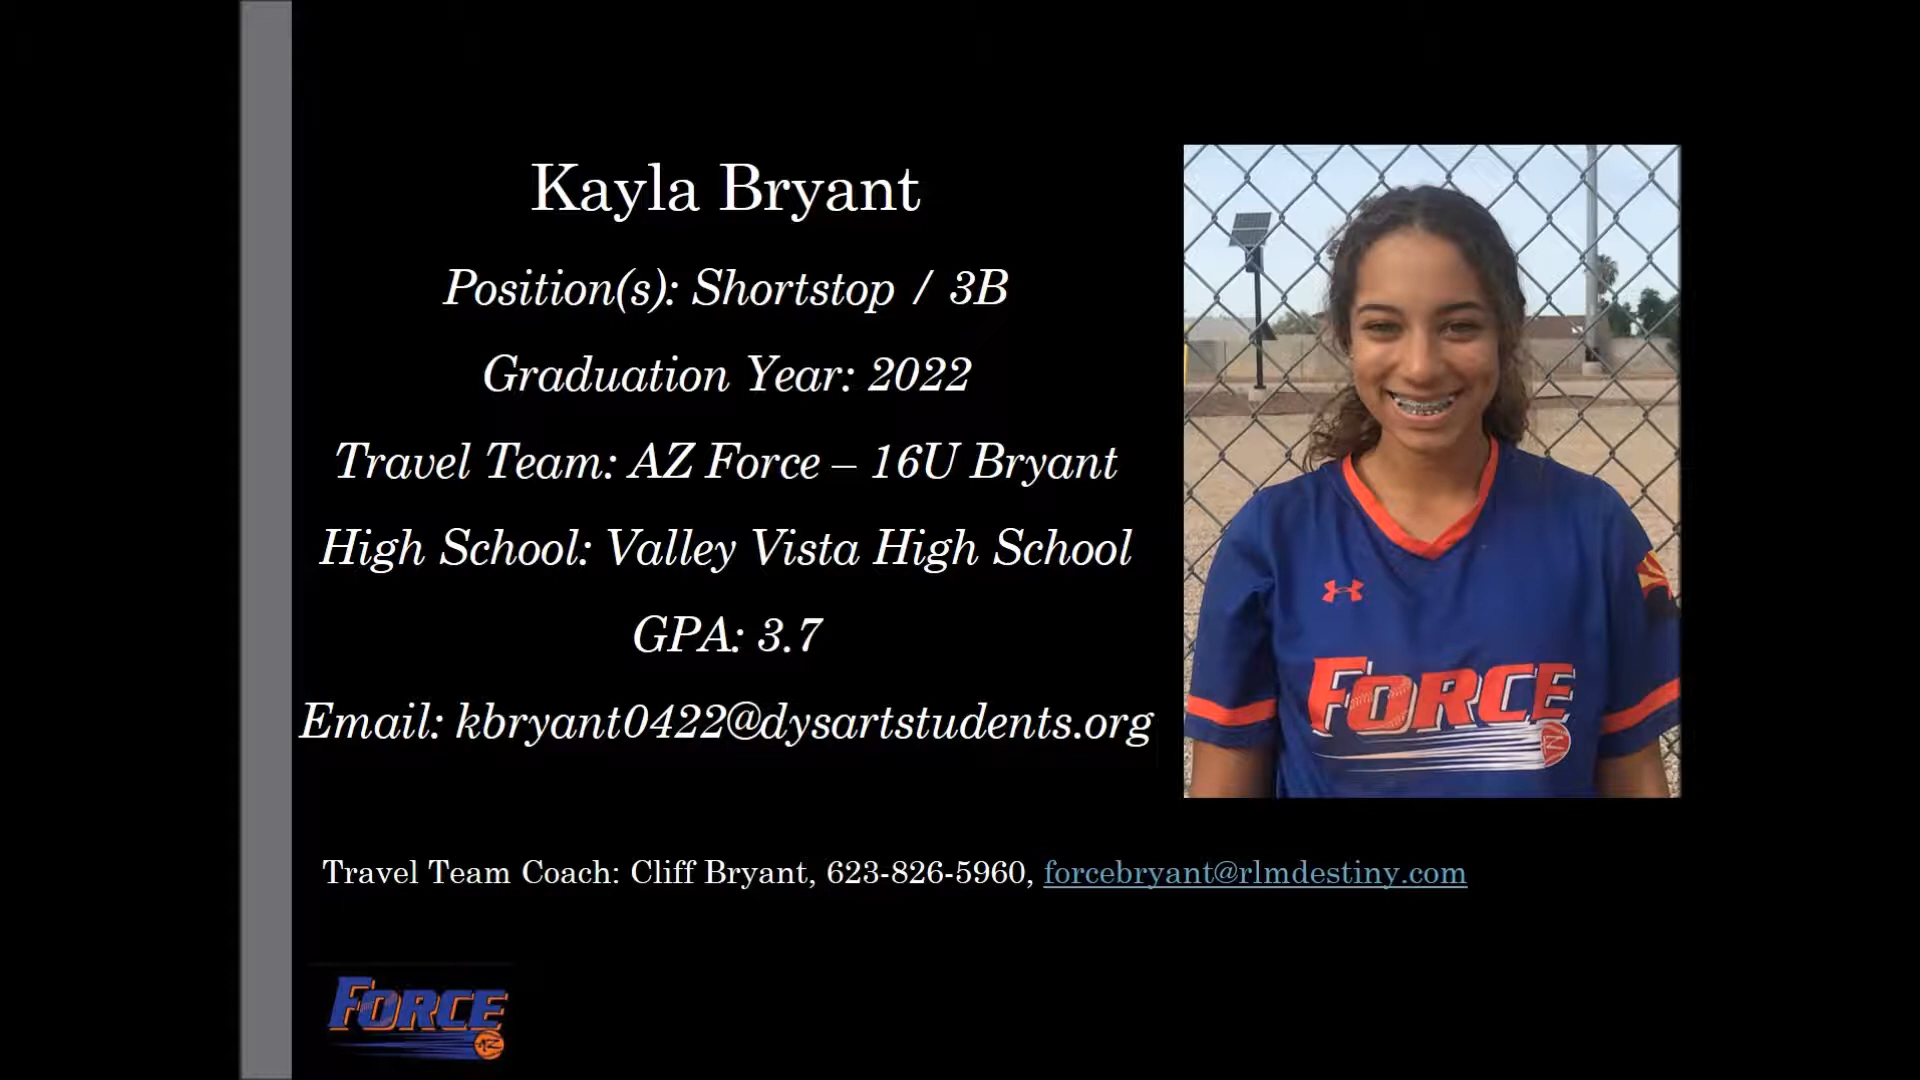 Kayla Bryant
Position(s): Shortstop / 3B
Graduation Year: 2022
Travel Team: AZ Force – 16U Bryant
High School: Valley Vista High School
GPA: 3.7
Email: kbryant0422@dysartstudents.org
FORCE
AZ
Travel Team Coach: Cliff Bryant, 623-826-5960, forcebryant@rlmdestiny.com
FORCE
AZ